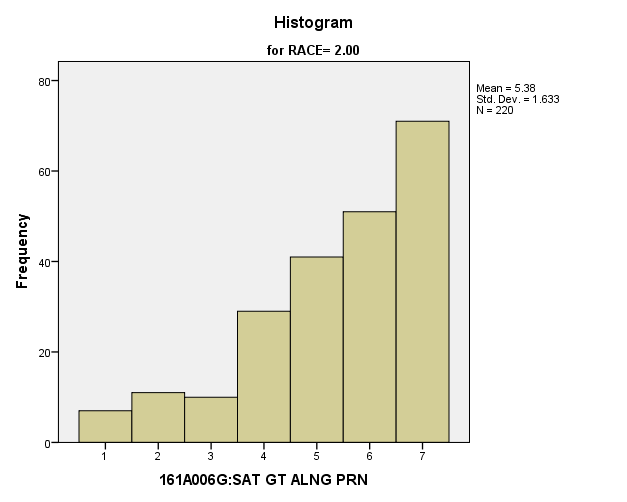 Histogram
for RACE= 2.00
Mean = 5.38
Std. Dev. = 1.633
N = 220
80
60
40
20
0
Frequency
1 2 3 4 5 6 7
161A006G:SAT GT ALNG PRN